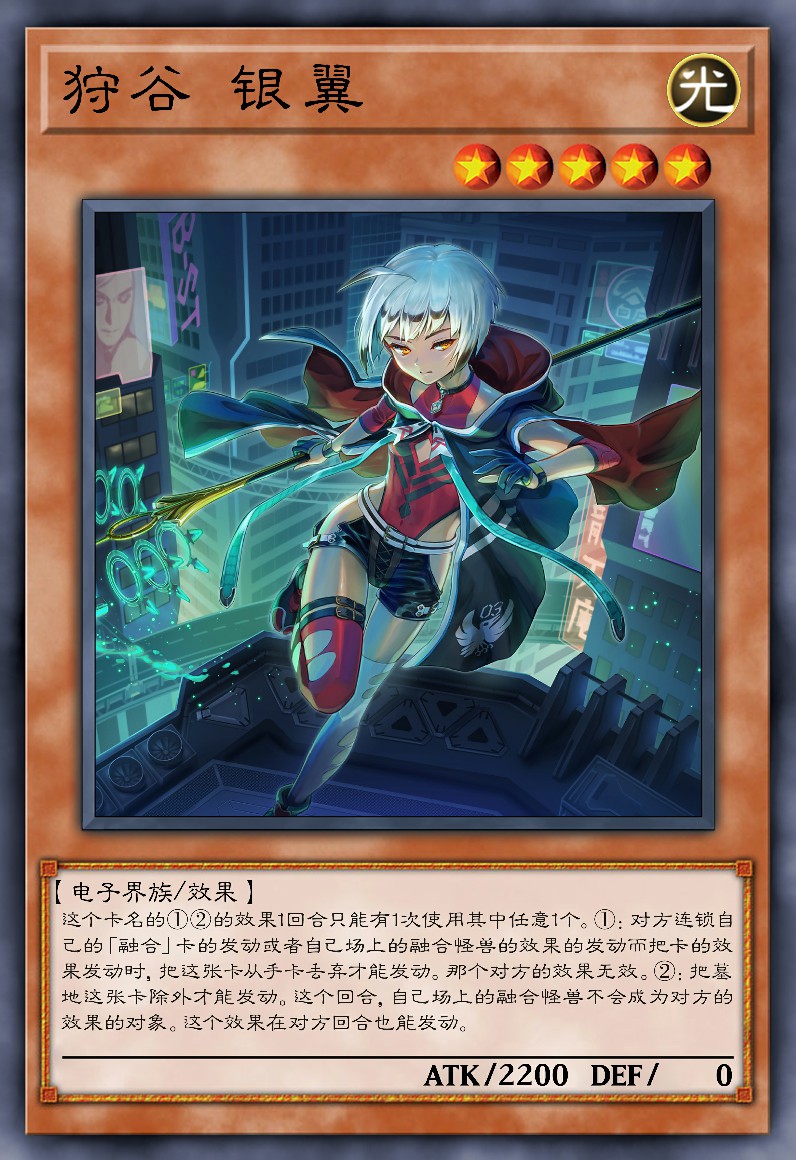 狩谷 银翼
光
B-ST
03
【电子界族/效果】
这个卡名的①②的效果1回合只能有1次使用其中任意1个。①：对方连锁自
己的「融合」卡的发动或者自己场上的融合怪兽的效果的发动而把卡的效
果发动时，把这张卡从手卡丢弃才能发动。那个对方的效果无效。②：把墓
地这张卡除外才能发动。这个回合，自己场上的融合怪兽不会成为对方的
效果的对象。这个效果在对方回合也能发动。
ATK/2200 DEF/ 0